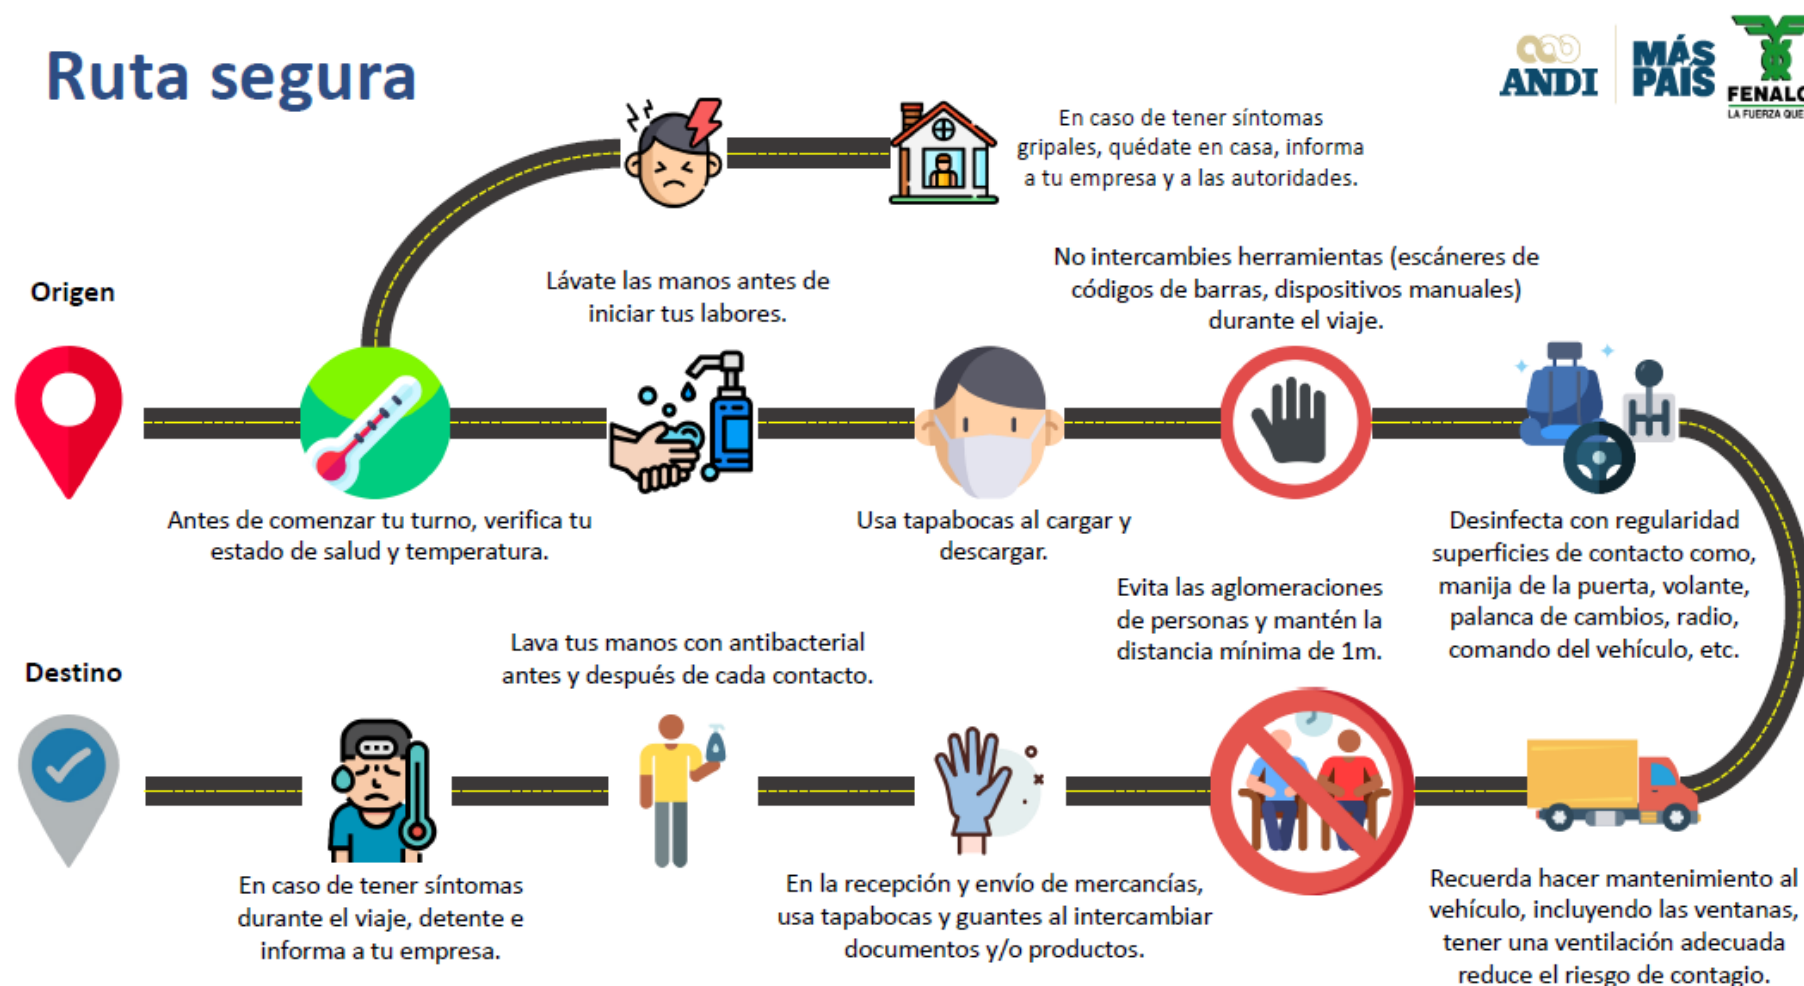 Ruta segura
ANDI
MÁS
PAÍS
FENALC
LA FUERZA QUE
En caso de tener síntomas
gripales, quédate en casa, informa
a tu empresa y a las autoridades.
Origen
Lávate las manos antes de
iniciar tus labores.
No intercambies herramientas (escáneres de
códigos de barras, dispositivos manuales)
durante el viaje.
Antes de comenzar tu turno, verifica tu
estado de salud y temperatura.
Usa tapabocas al cargar y
descargar.
Desinfecta con regularidad
superficies de contacto como,
manija de la puerta, volante,
palanca de cambios, radio,
comando del vehículo, etc.
Evita las aglomeraciones
de personas y mantén la
distancia mínima de 1m.
Lava tus manos con antibacterial
antes y después de cada contacto.
Destino
En caso de tener síntomas
durante el viaje, detente e
informa a tu empresa.
En la recepción y envío de mercancías,
usa tapabocas y guantes al intercambiar
documentos y/o productos.
Recuerda hacer mantenimiento al
vehículo, incluyendo las ventanas,
tener una ventilación adecuada
reduce el riesgo de contagio.